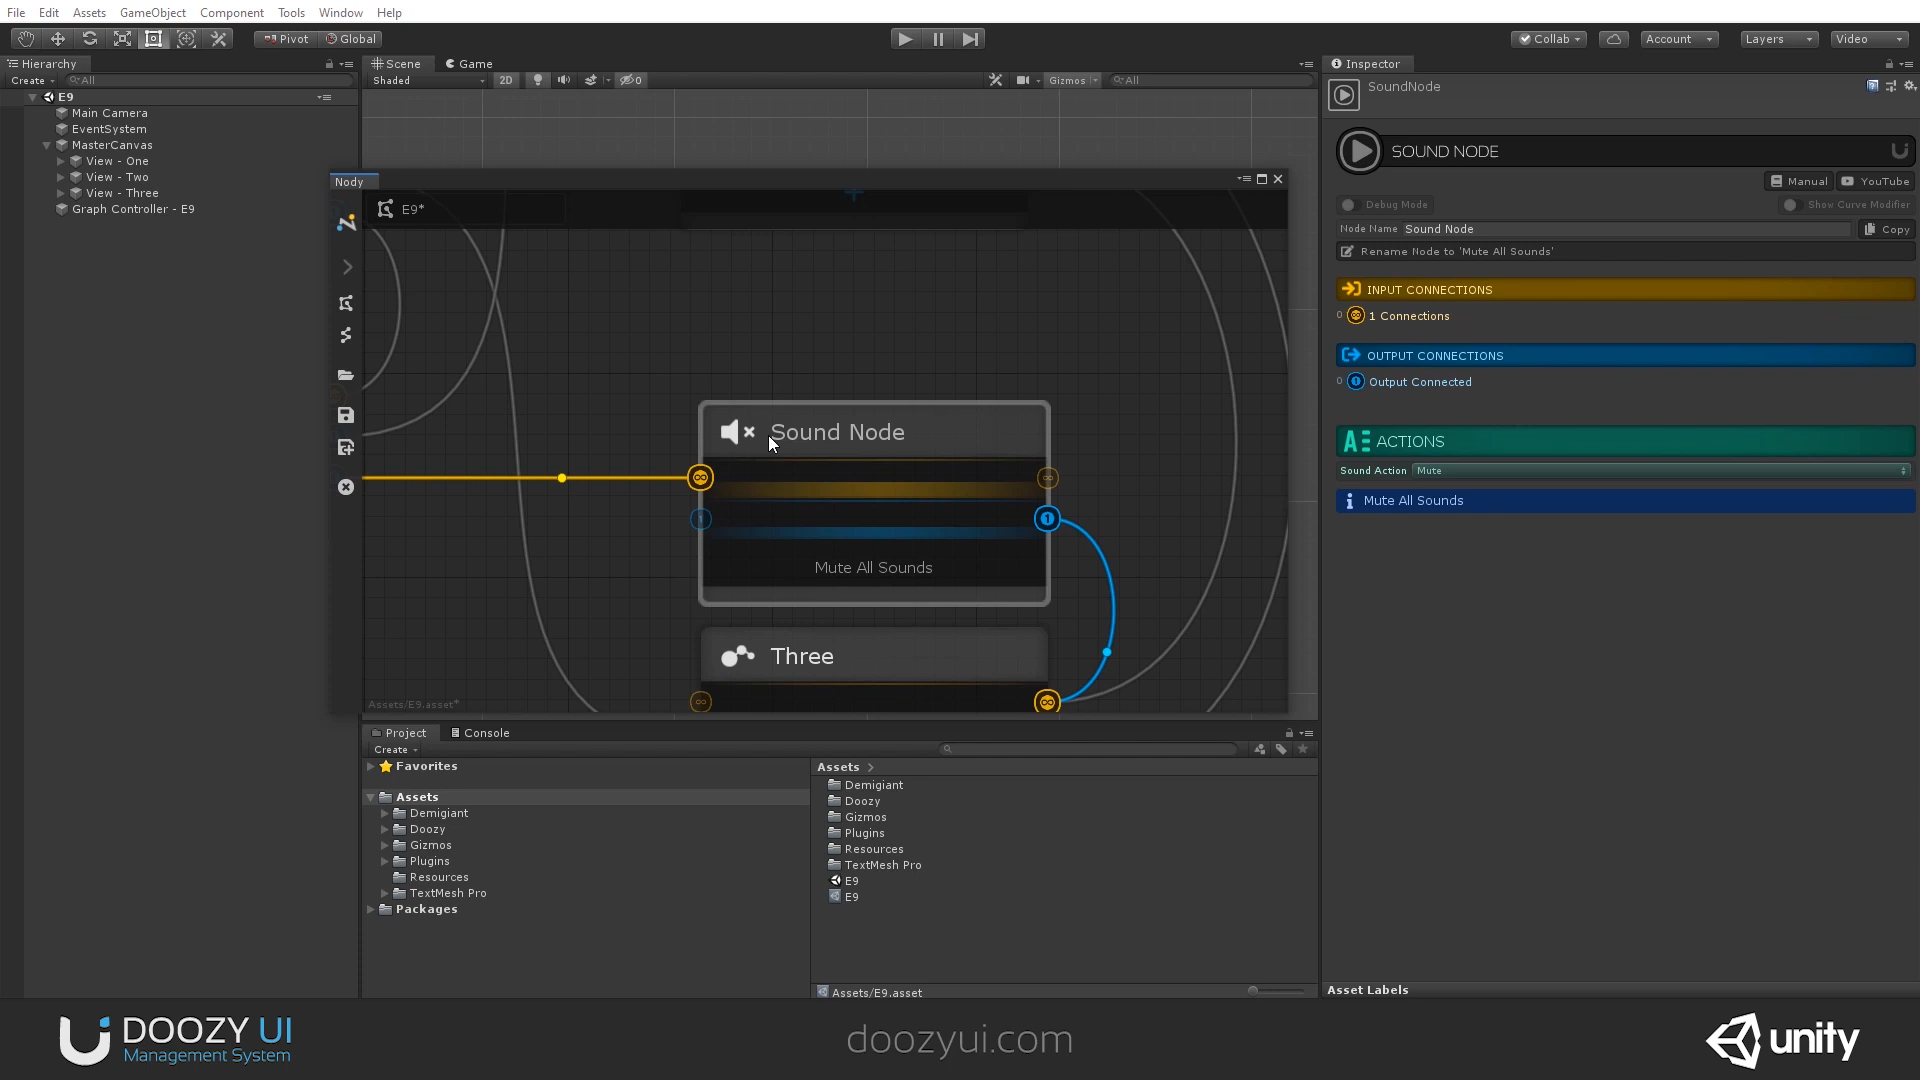 File Edit Assets GameObject Component Tools Window Help
Pivot Global
Collab Account Layers Video
Hierarchy
Create All
E9
Main Camera
EventSystem
MasterCanvas
View - One
View - Two
View - Three
Graph Controller - E9
Scene Game
Shaded 2D 0 Gizmos All
Nody
E9*
Sound Node
Mute All Sounds
Three
Assets/E9.asset*
Project Console
Create
Favorites
Assets
Demigiant
Doozy
Gizmos
Plugins
Resources
TextMesh Pro
Packages
Assets
Demigiant
Doozy
Gizmos
Plugins
Resources
TextMesh Pro
E9
E9
Assets/E9.asset
Inspector
SoundNode
SOUND NODE
Manual YouTube
Debug Mode Show Curve Modifier
Node Name Sound Node Copy
Rename Node to 'Mute All Sounds'
INPUT CONNECTIONS
0 1 Connections
OUTPUT CONNECTIONS
0 Output Connected
ACTIONS
Sound Action Mute
Mute All Sounds
Asset Labels
DOOZY UI
Management System
doozyui.com
unity